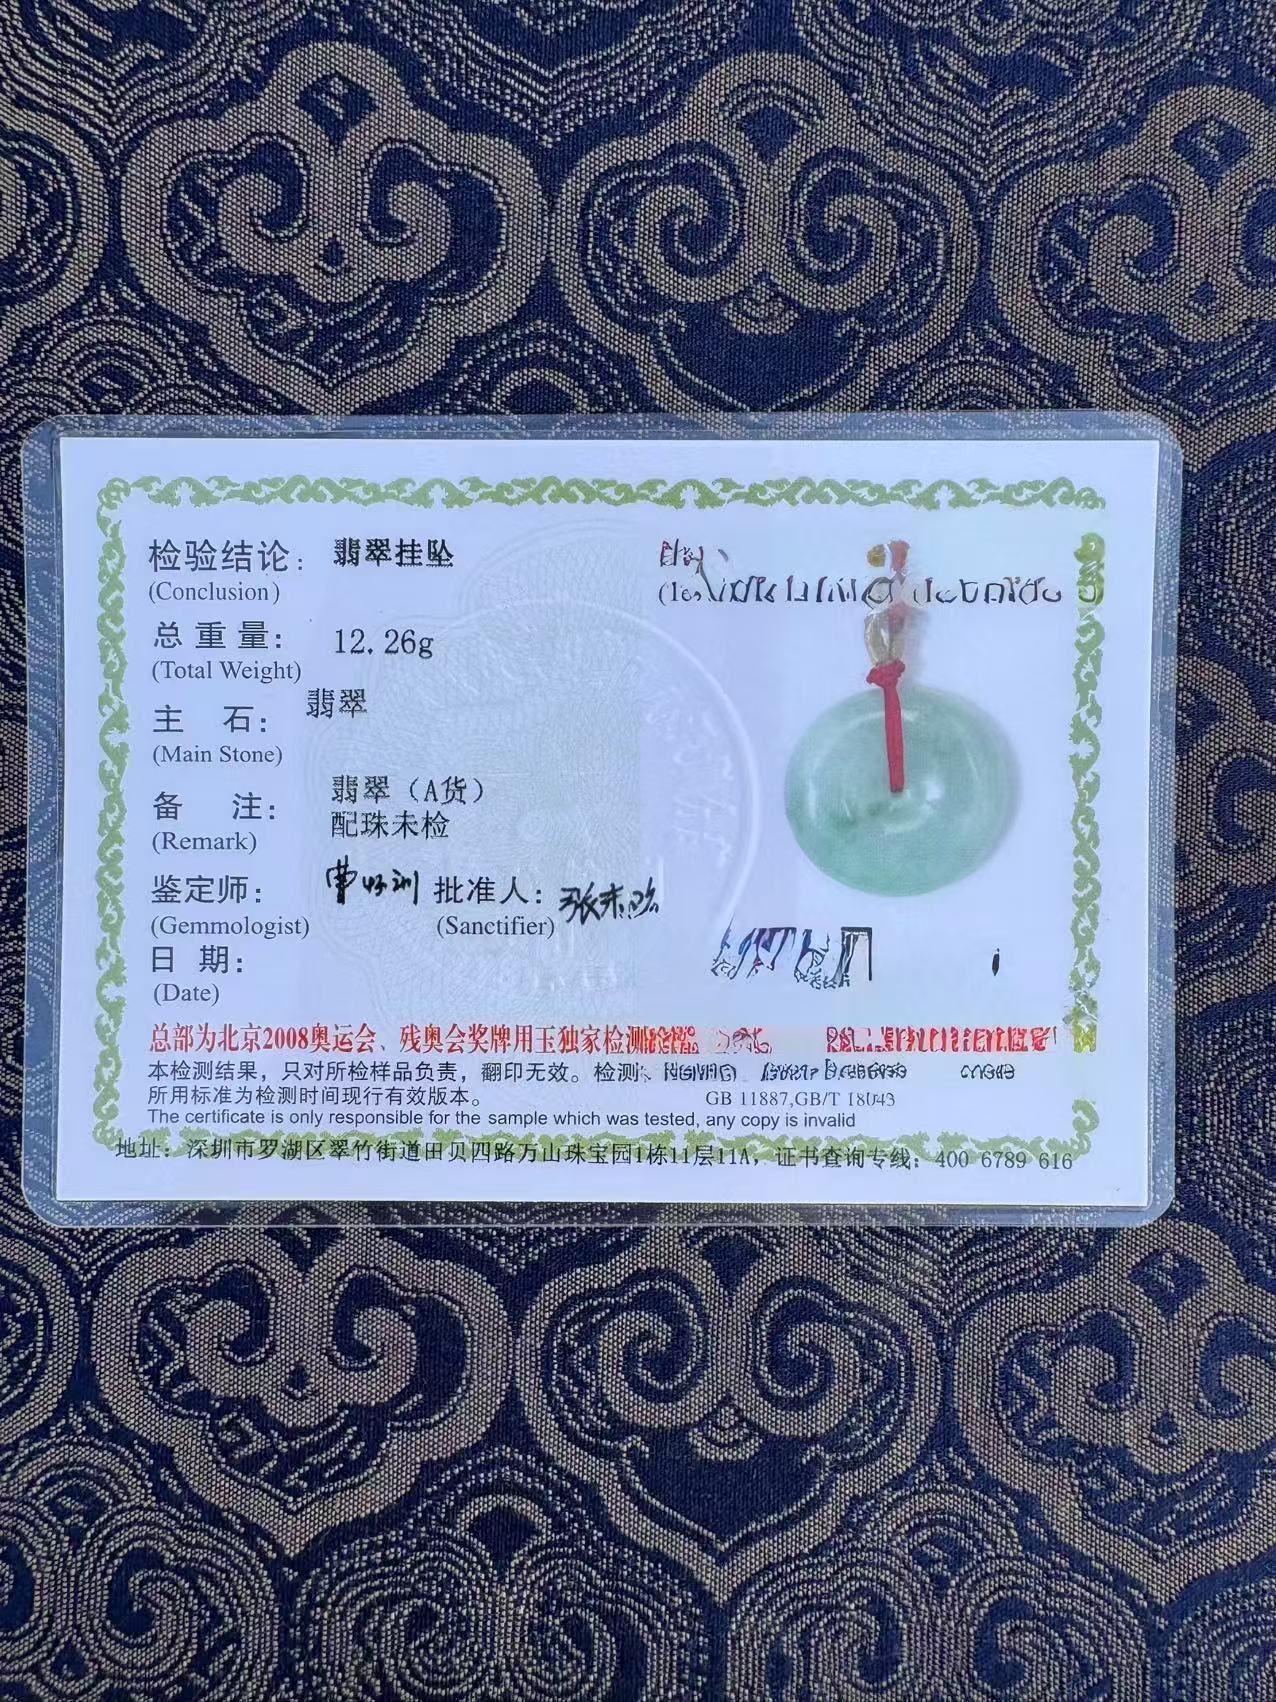 检验结论： 翡翠挂坠
(Conclusion)
总 重 量： 12.26g
(Total Weight)
主 石： 翡翠
(Main Stone)
备 注： 翡翠（A货）
配珠未检
(Remark)
鉴定师： 批准人：
(Gemmologist) (Sanctifier)
日 期：
(Date)
总部为北京2008奥运会、残奥会奖牌用玉独家检测
本检测结果，只对所检样品负责，翻印无效。检测
所用标准为检测时间现行有效版本。 GB 11887,GB/T 18043
The certificate is only responsible for the sample which was tested, any copy is invalid
地址：深圳市罗湖区翠竹街道田贝四路万山珠宝园1栋11层11A，证书查询专线：400 6789 616